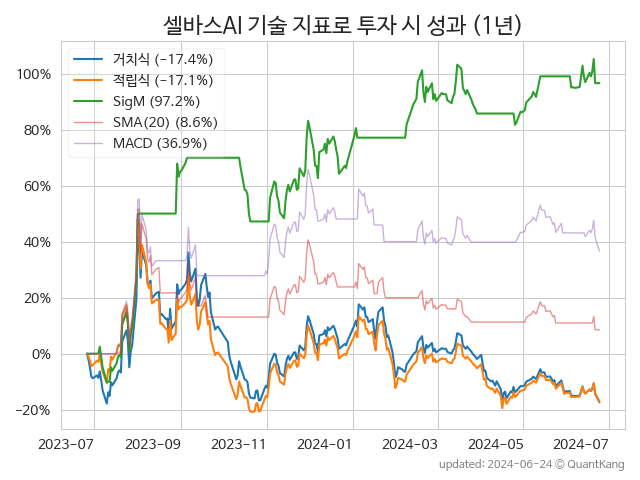 셀바스AI 기술 지표로 투자 시 성과 (1년)
거치식 (−17.4%)
적립식 (−17.1%)
SigM (97.2%)
SMA(20) (8.6%)
MACD (36.9%)
100%
80%
60%
40%
20%
0%
−20%
2023-07 2023-09 2023-11 2024-01 2024-03 2024-05 2024-07
updated: 2024-06-24 © QuantKang